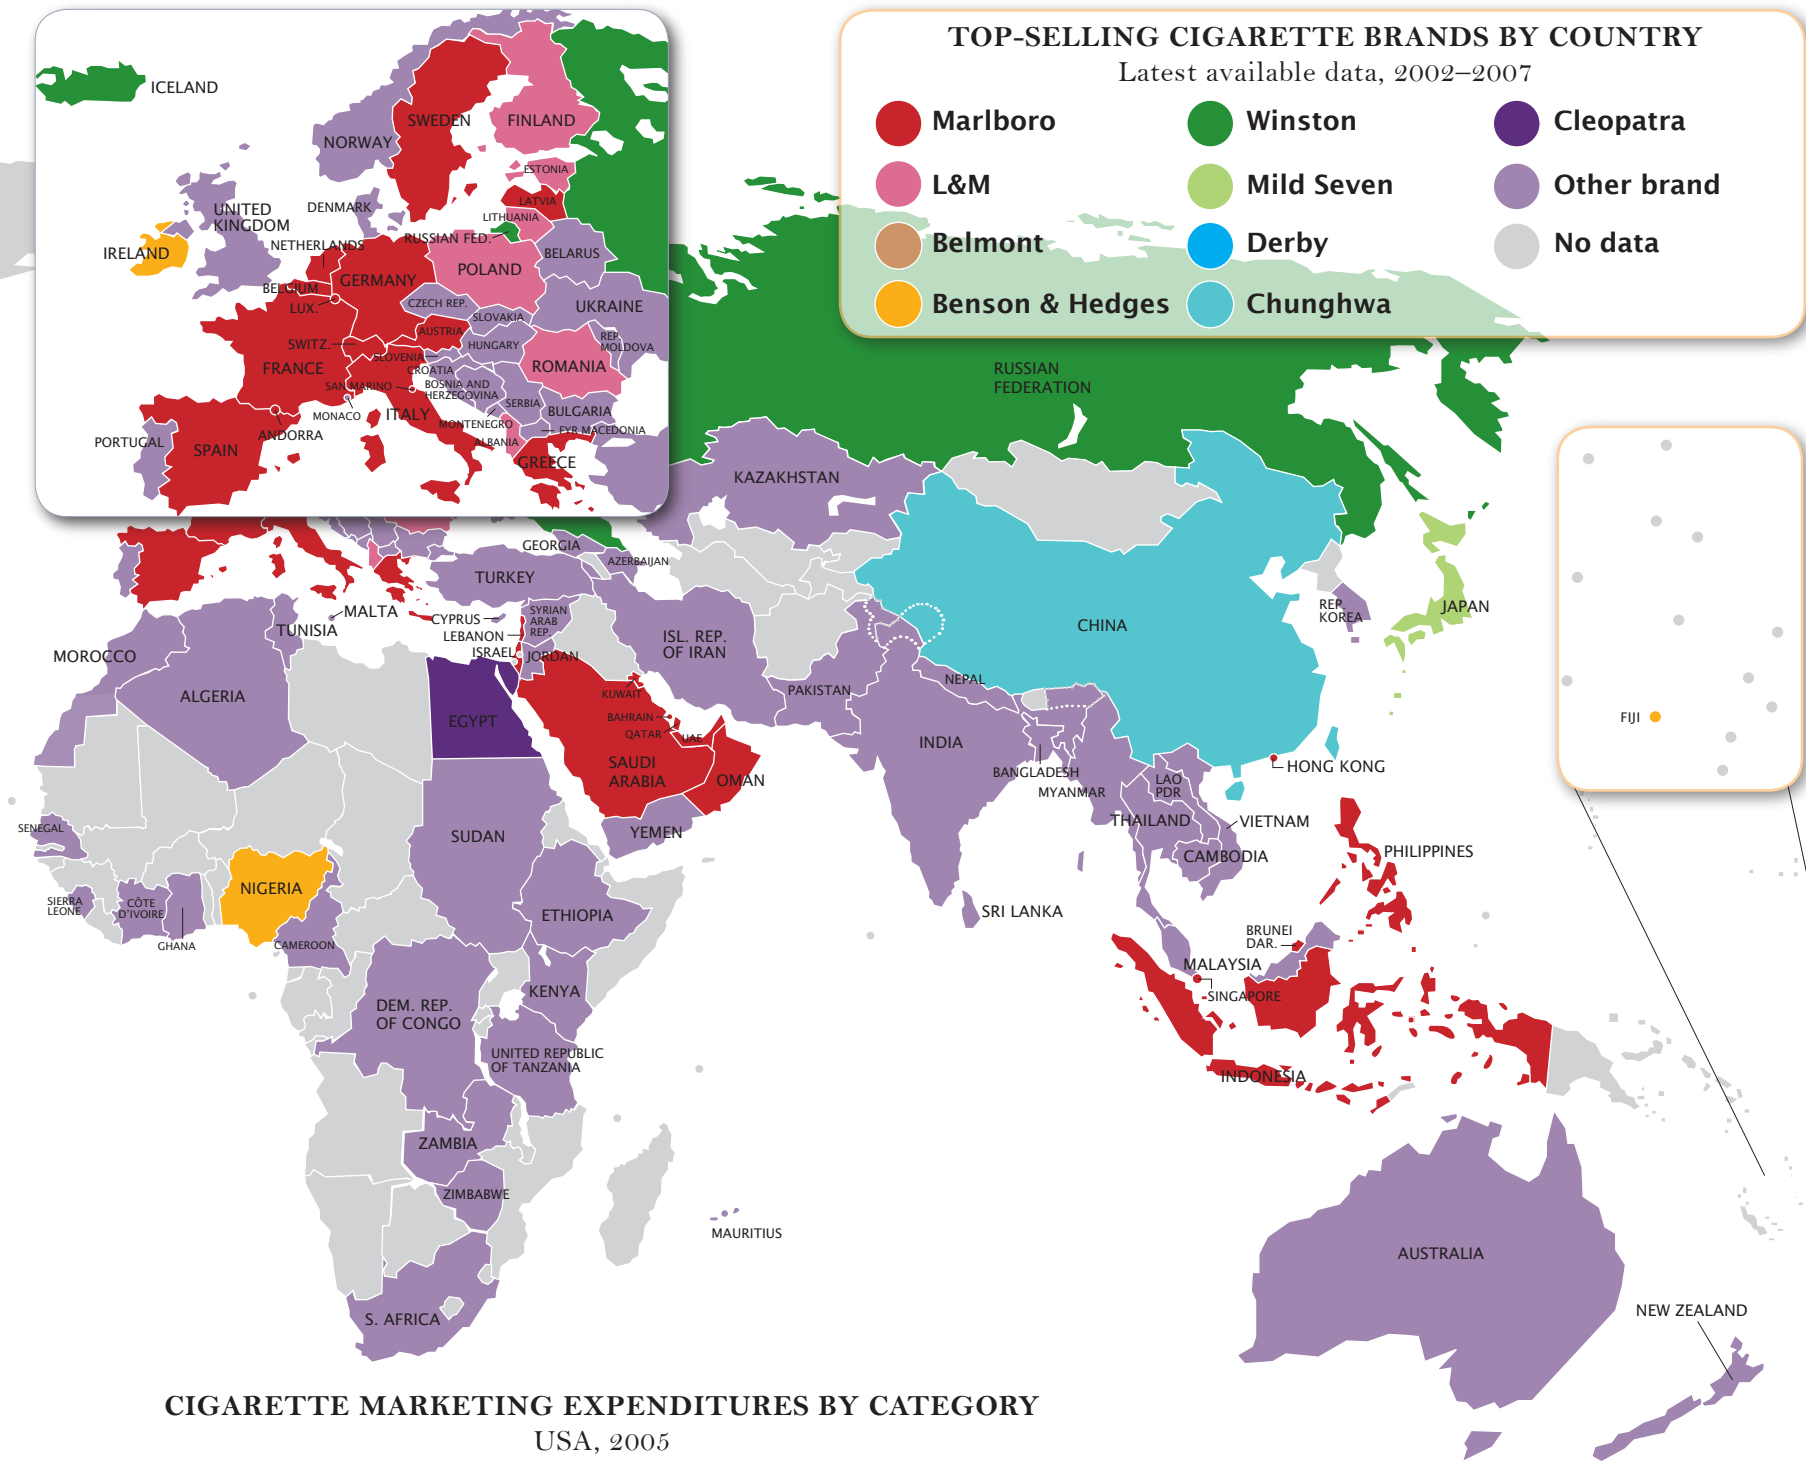 TOP-SELLING CIGARETTE BRANDS BY COUNTRY
Latest available data, 2002–2007
Marlboro
Winston
Cleopatra
L&M
Mild Seven
Other brand
Belmont
Derby
No data
Benson & Hedges
Chunghwa
ICELAND
NORWAY
SWEDEN
FINLAND
ESTONIA
LATVIA
LITHUANIA
RUSSIAN FED.
DENMARK
UNITED
KINGDOM
IRELAND
NETHERLANDS
BELARUS
POLAND
GERMANY
BELGIUM
LUX.
CZECH REP.
UKRAINE
SLOVAKIA
AUSTRIA
HUNGARY
REP.
MOLDOVA
SWITZ.
SLOVENIA
FRANCE
CROATIA
ROMANIA
SAN MARINO
BOSNIA AND
HERZEGOVINA
SERBIA
BULGARIA
MONACO
ITALY
MONTENEGRO
FYR MACEDONIA
ANDORRA
ALBANIA
PORTUGAL
SPAIN
GREECE
RUSSIAN
FEDERATION
KAZAKHSTAN
GEORGIA
AZERBAIJAN
TURKEY
MALTA
CYPRUS
SYRIAN
ARAB
REP.
LEBANON
ISRAEL
JORDAN
ISL. REP.
OF IRAN
TUNISIA
MOROCCO
ALGERIA
EGYPT
KUWAIT
BAHRAIN
QATAR
UAE
SAUDI
ARABIA
OMAN
YEMEN
PAKISTAN
NEPAL
INDIA
BANGLADESH
MYANMAR
CHINA
REP.
KOREA
JAPAN
HONG KONG
LAO
PDR
THAILAND
VIETNAM
CAMBODIA
PHILIPPINES
SRI LANKA
BRUNEI
DAR.
MALAYSIA
SINGAPORE
INDONESIA
FIJI
SENEGAL
SIERRA
LEONE
CÔTE
D'IVOIRE
GHANA
NIGERIA
CAMEROON
SUDAN
ETHIOPIA
KENYA
DEM. REP.
OF CONGO
UNITED REPUBLIC
OF TANZANIA
ZAMBIA
ZIMBABWE
MAURITIUS
S. AFRICA
AUSTRALIA
NEW ZEALAND
CIGARETTE MARKETING EXPENDITURES BY CATEGORY
USA, 2005